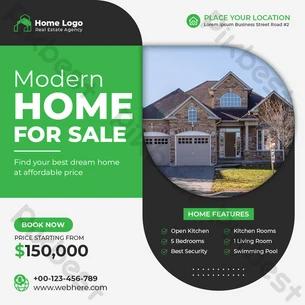 Home Logo
Real Estate Agency
PLACE YOUR LOCATION
Lorem Ipsum Business Street Road #2
Modern
HOME
FOR SALE
Find your best dream home
at affordable price
BOOK NOW
PRICE STARTING FROM
$150,000
+00-123-456-789
www.webhere.com
HOME FEATURES
Open Kitchen
Kitchen Rooms
5 Bedrooms
1 Living Room
Best Security
Swimming Pool
pikbest